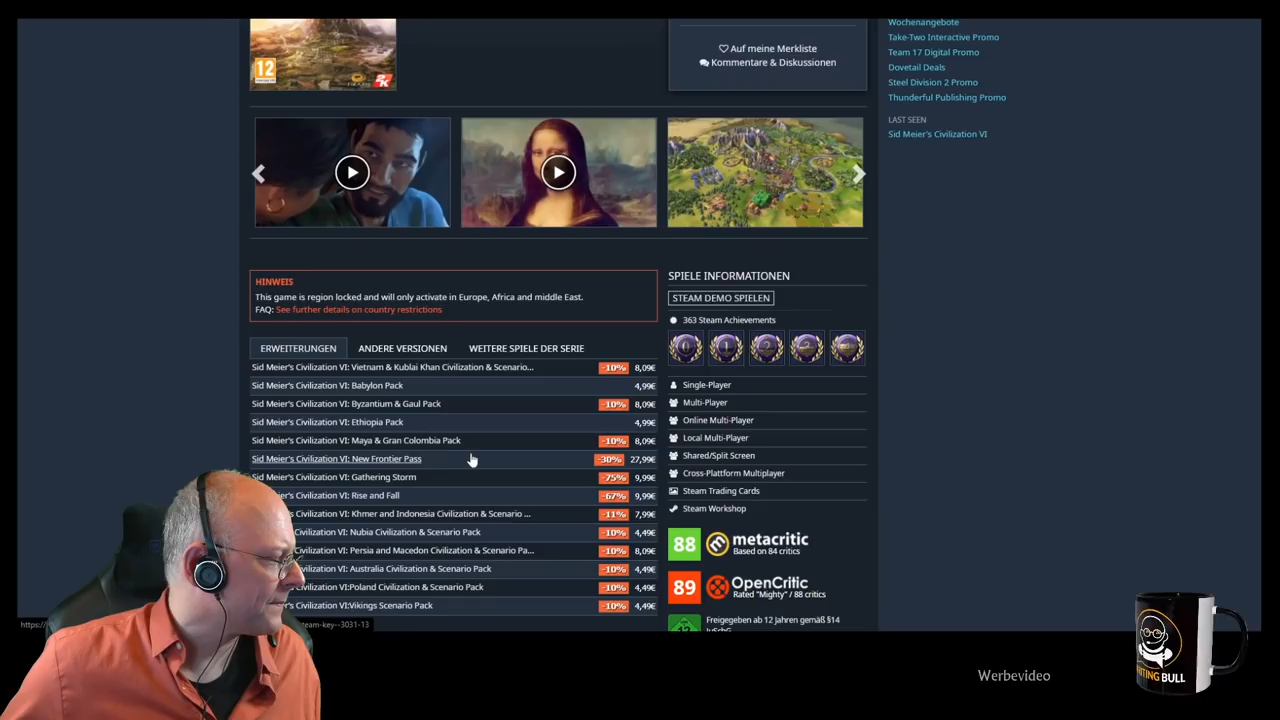 12
2K
Auf meine Merkliste
Kommentare & Diskussionen
Wochenangebote
Take-Two Interactive Promo
Team 17 Digital Promo
Dovetail Deals
Steel Division 2 Promo
Thunderful Publishing Promo
LAST SEEN
Sid Meier's Civilization VI
HINWEIS
This game is region locked and will only activate in Europe, Africa and middle East.
FAQ: See further details on country restrictions
ERWEITERUNGEN ANDERE VERSIONEN WEITERE SPIELE DER SERIE
Sid Meier's Civilization VI: Vietnam & Kublai Khan Civilization & Scenario... -10% 8,09€
Sid Meier's Civilization VI: Babylon Pack 4,99€
Sid Meier's Civilization VI: Byzantium & Gaul Pack -10% 8,09€
Sid Meier's Civilization VI: Ethiopia Pack 4,99€
Sid Meier's Civilization VI: Maya & Gran Colombia Pack -10% 8,09€
Sid Meier's Civilization VI: New Frontier Pass -30% 27,99€
Sid Meier's Civilization VI: Gathering Storm -75% 9,99€
Meier's Civilization VI: Rise and Fall -67% 9,99€
Civilization VI: Khmer and Indonesia Civilization & Scenario ... -11% 7,99€
Civilization VI: Nubia Civilization & Scenario Pack -10% 4,49€
Civilization VI: Persia and Macedon Civilization & Scenario Pa... -10% 8,09€
Civilization VI: Australia Civilization & Scenario Pack -10% 4,49€
Civilization VI:Poland Civilization & Scenario Pack -10% 4,49€
Civilization VI:Vikings Scenario Pack -10% 4,49€
SPIELE INFORMATIONEN
STEAM DEMO SPIELEN
363 Steam Achievements
Single-Player
Multi-Player
Online Multi-Player
Local Multi-Player
Shared/Split Screen
Cross-Platform Multiplayer
Steam Trading Cards
Steam Workshop
88 metacritic
Based on 84 critics
89 OpenCritic
Rated "Mighty" / 88 critics
Freigegeben ab 12 Jahren gemäß §14
JuSchG
https:// team-key--3031-13
Werbevideo
WRITING BULL